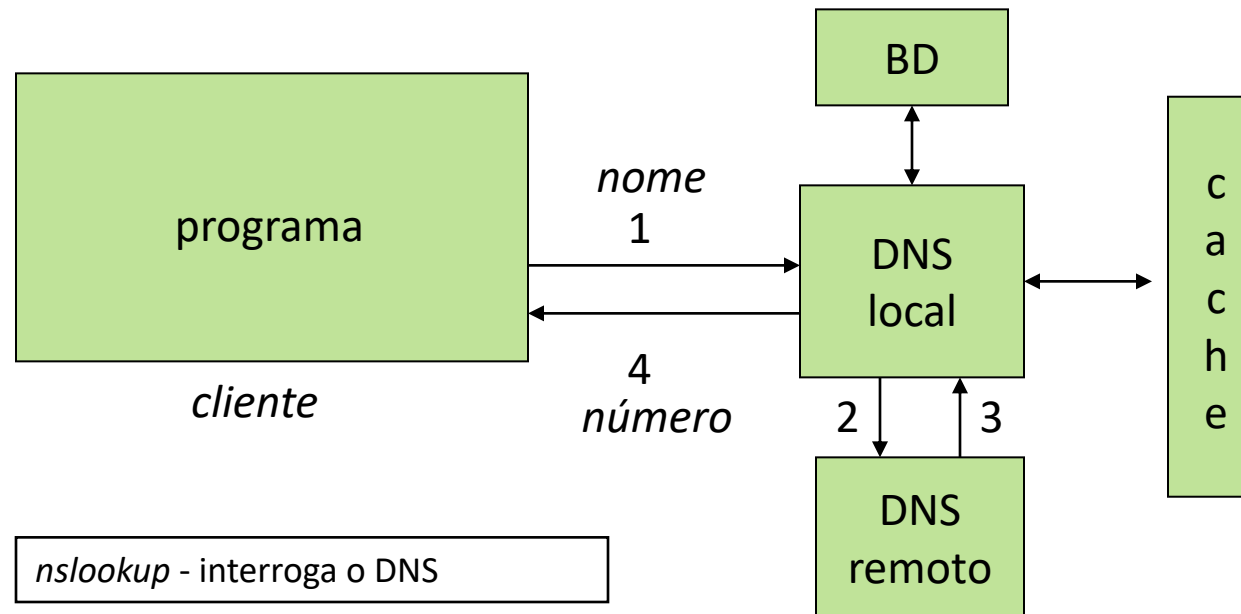 BD
programa
nome
1
DNS
local
c
a
c
h
e
4
número
cliente
2
3
DNS
remoto
nslookup - interroga o DNS